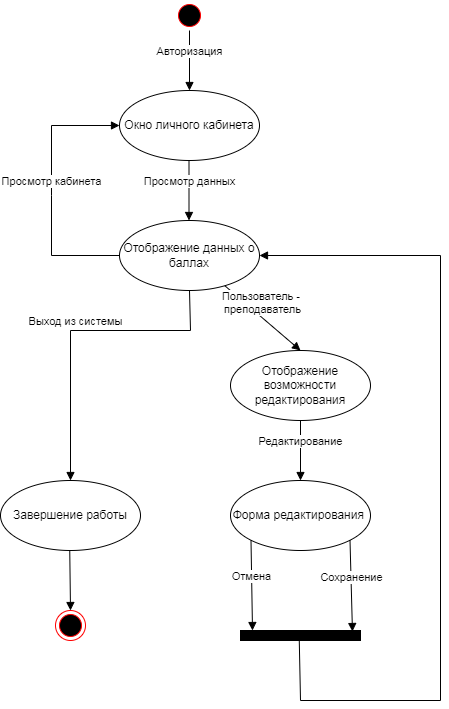 Авторизация
Окно личного кабинета
Просмотр кабинета
Просмотр данных
Отображение данных о
баллах
Пользователь -
преподаватель
Выход из системы
Отображение
возможности
редактирования
Редактирование
Завершение работы
Форма редактирования
Отмена
Сохранение